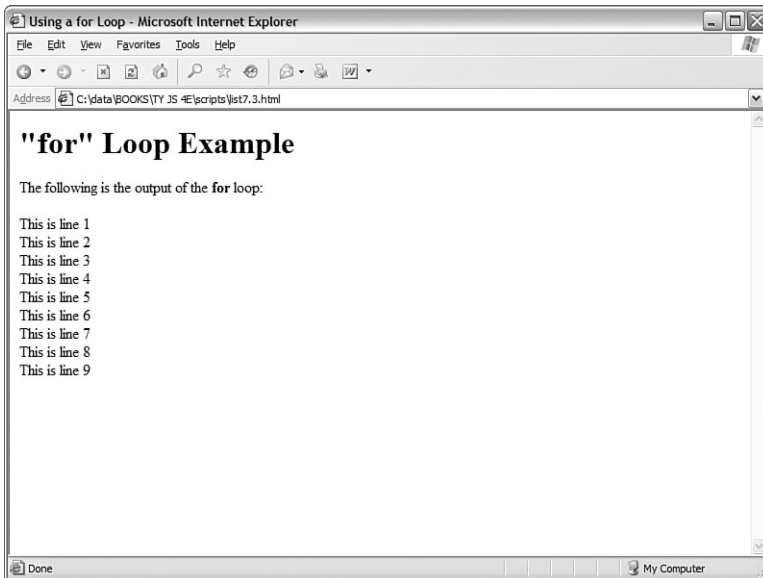 Using a for Loop - Microsoft Internet Explorer
File Edit View Favorites Tools Help
Address C:\data\BOOKS\TY JS 4E\scripts\list7.3.html
"for" Loop Example
The following is the output of the for loop:
This is line 1
This is line 2
This is line 3
This is line 4
This is line 5
This is line 6
This is line 7
This is line 8
This is line 9
Done My Computer